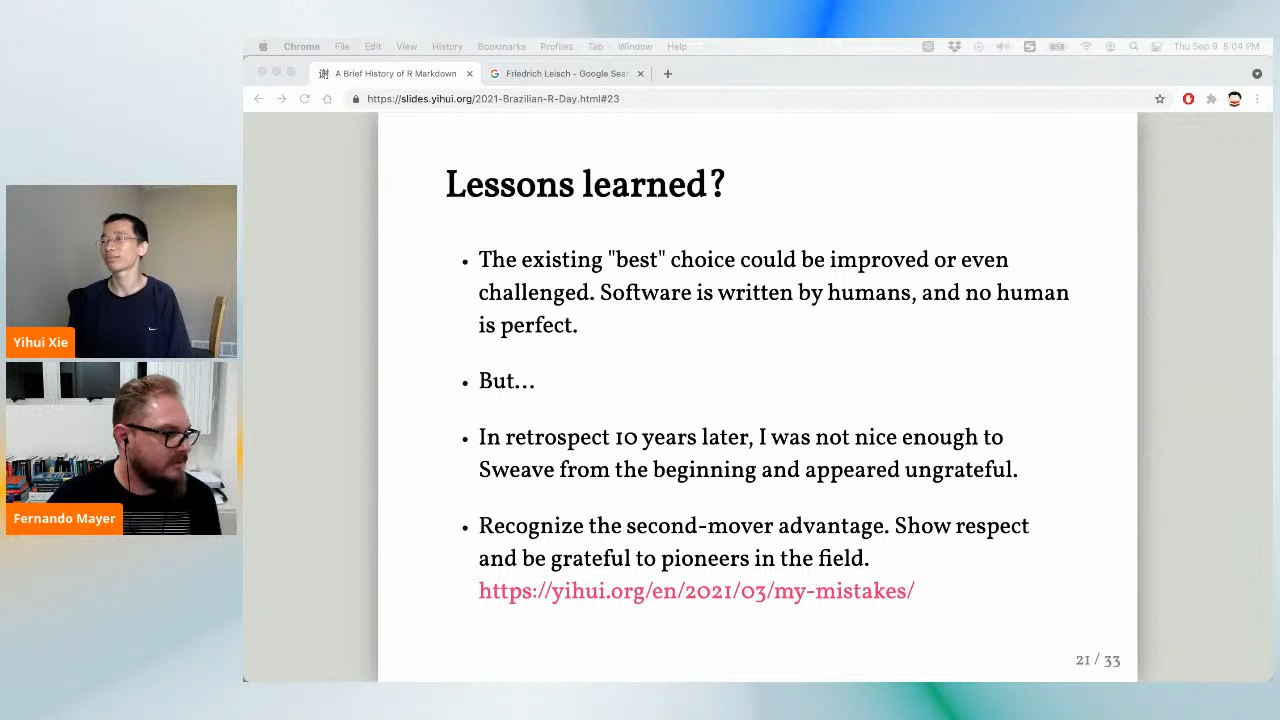 Chrome File Edit View History Bookmarks Profiles Tab Window Help
Thu Sep 9 5:04 PM
A Brief History of R Markdown
Friedrich Leisch - Google Sear
https://slides.yihui.org/2021-Brazilian-R-Day.html#23
Lessons learned?
• The existing "best" choice could be improved or even
challenged. Software is written by humans, and no human
is perfect.
• But...
• In retrospect 10 years later, I was not nice enough to
Sweave from the beginning and appeared ungrateful.
• Recognize the second-mover advantage. Show respect
and be grateful to pioneers in the field.
https://yihui.org/en/2021/03/my-mistakes/
21 / 33
Yihui Xie
Fernando Mayer